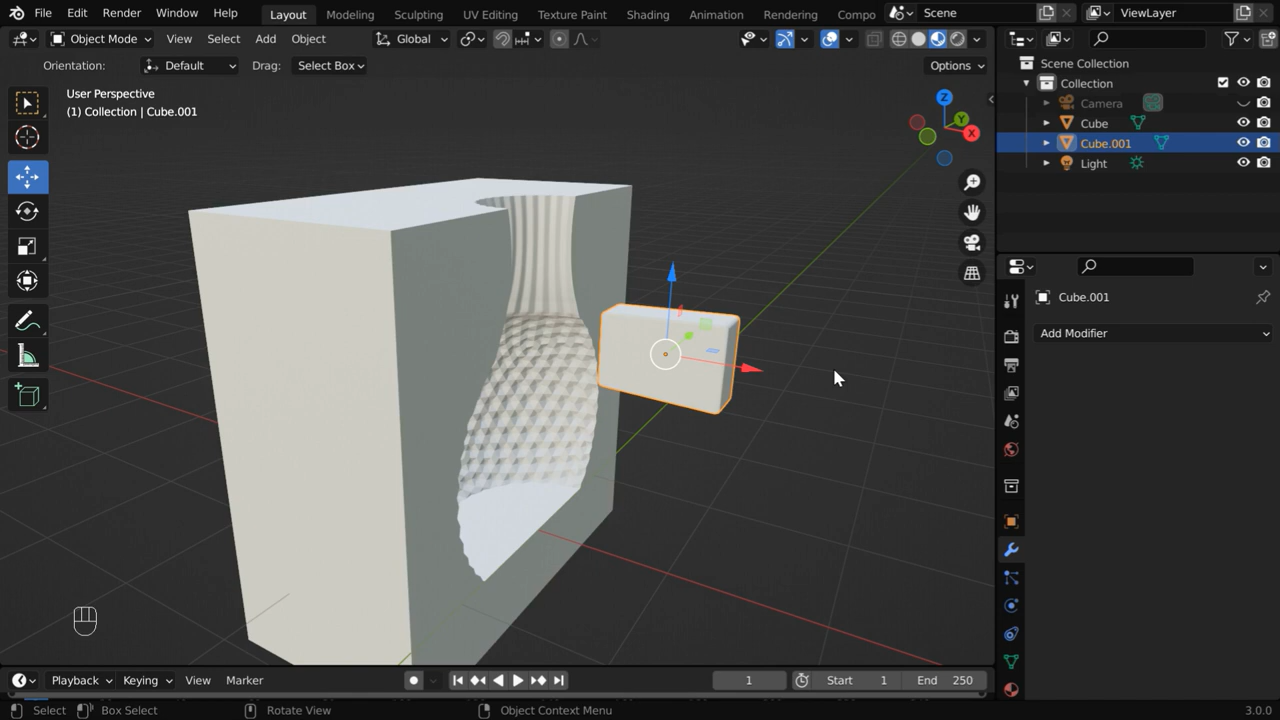 File Edit Render Window Help Layout Modeling Sculpting UV Editing Texture Paint Shading Animation Rendering Compo Scene ViewLayer
Object Mode View Select Add Object Global
Orientation: Default Drag: Select Box Options
User Perspective
(1) Collection | Cube.001
Z
Y
X
Scene Collection
Collection
Camera
Cube
Cube.001
Light
Cube.001
Add Modifier
Playback Keying View Marker 1 Start 1 End 250
Select Box Select Rotate View Object Context Menu 3.0.0